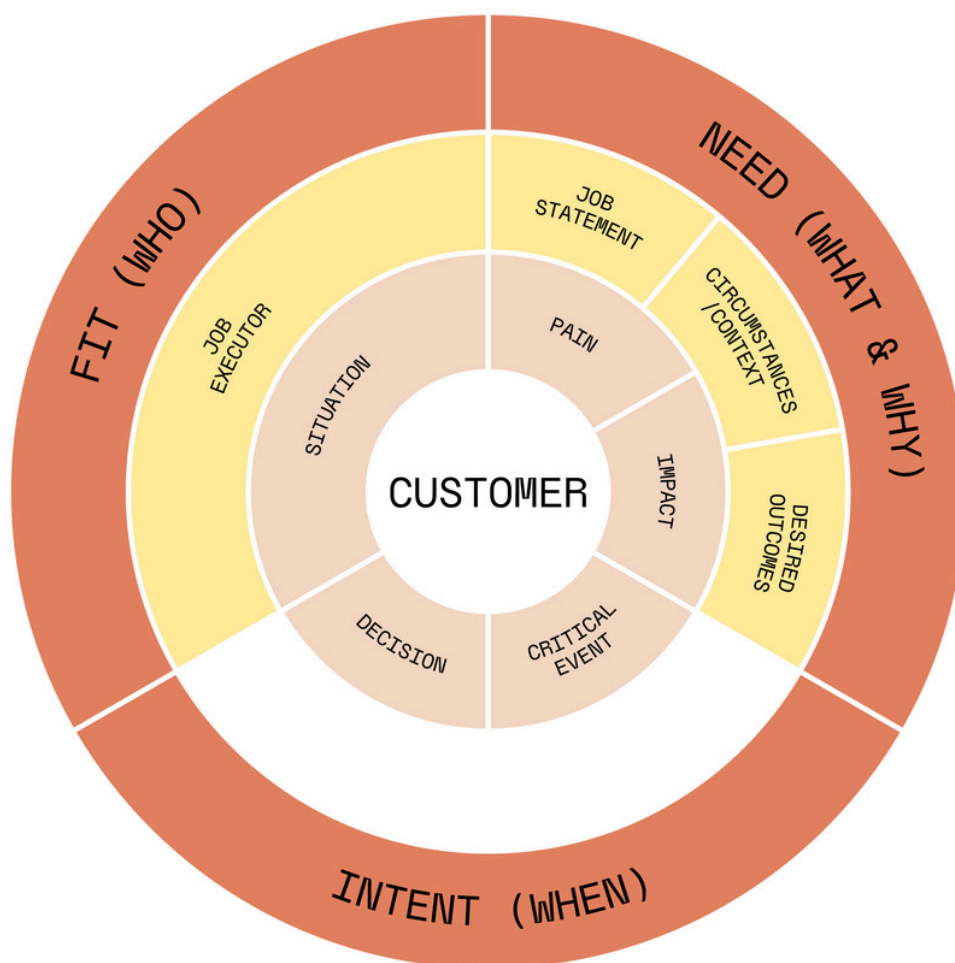 FIT (WHO)
NEED (WHAT & WHY)
JOB
STATEMENT
CIRCUMSTANCES
/CONTEXT
DESIRED
OUTCOMES
JOB
EXECUTOR
SITUATION
PAIN
IMPACT
CUSTOMER
DECISION
CRITICAL
EVENT
INTENT (WHEN)